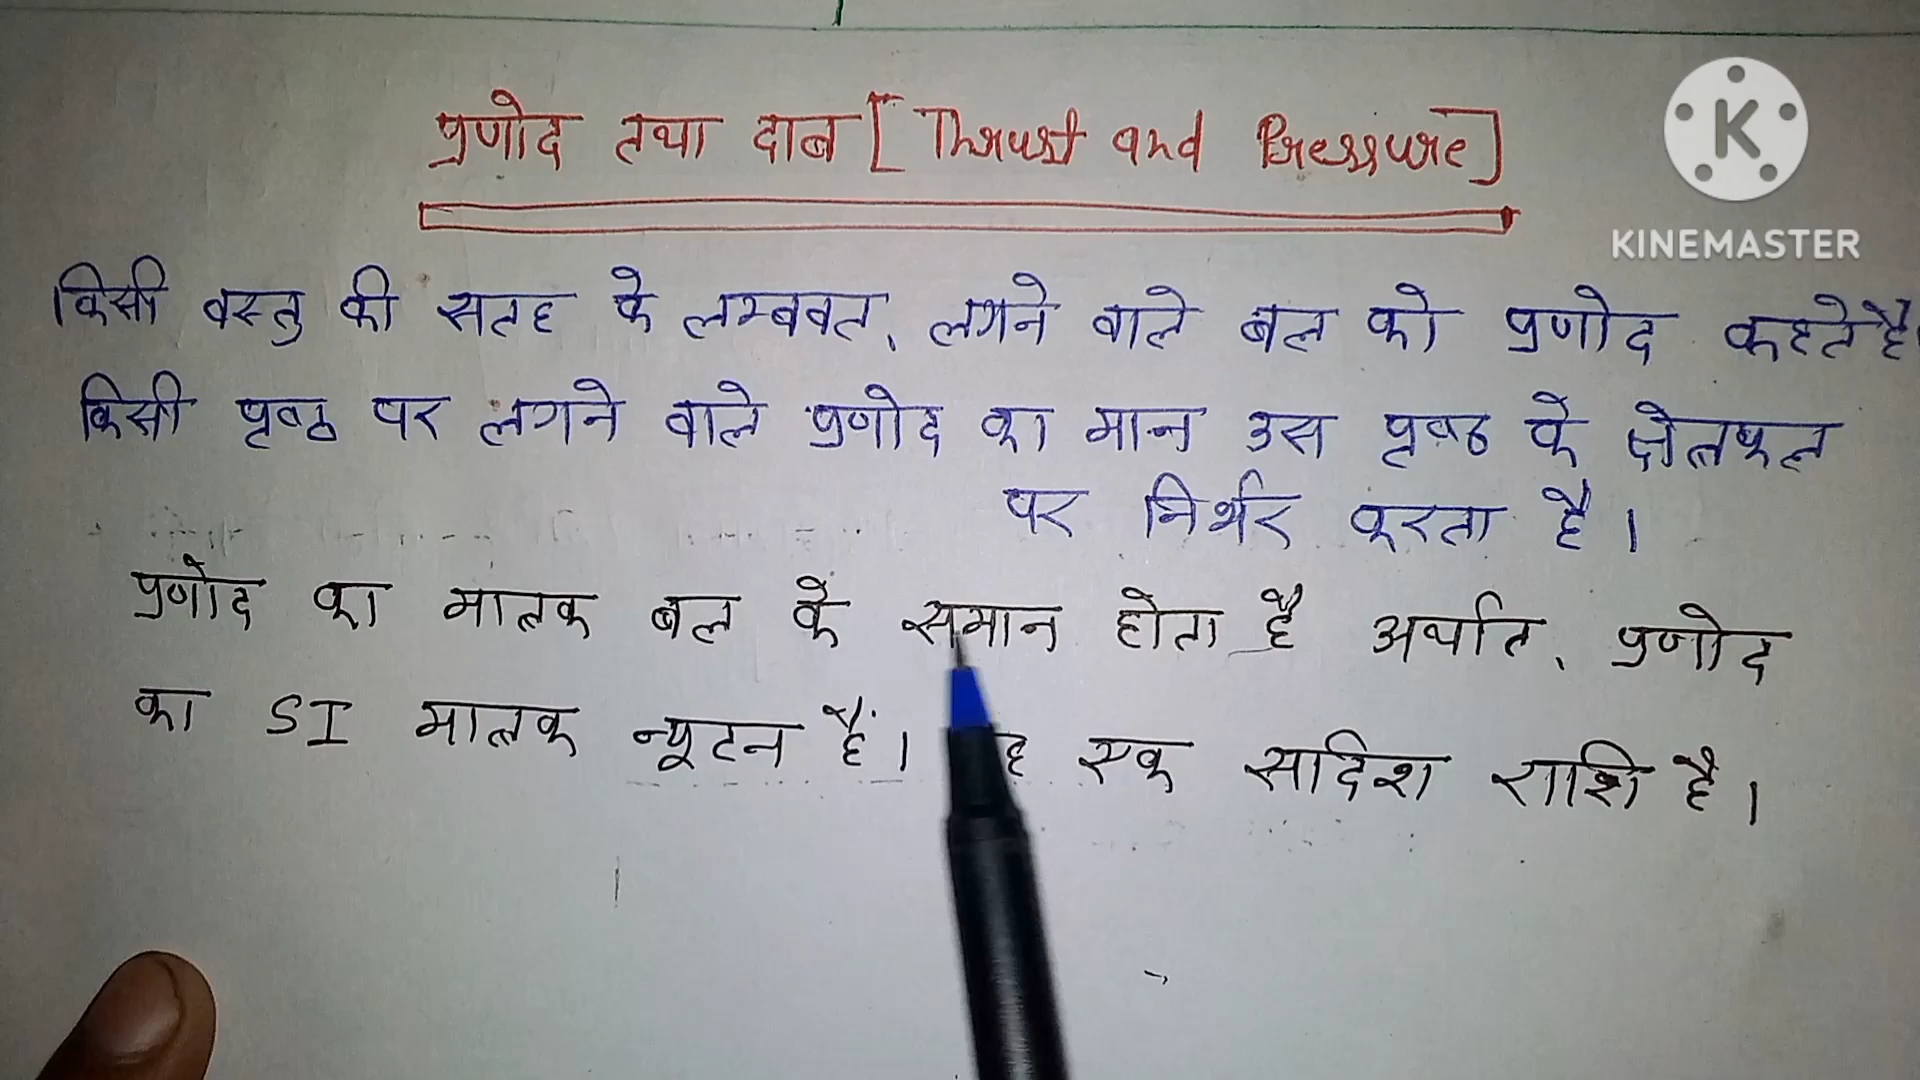 प्रणोद तथा दाब [Thrust and Pressure]
K
KINEMASTER
किसी वस्तु की सतह के लम्बवत, लगने वाले बल को प्रणोद कहते है।
किसी पृष्ठ पर लगने वाले प्रणोद का मान उस पृष्ठ के क्षेत्रफल
पर निर्भर करता है।
प्रणोद का मात्रक बल के समान होता है अर्थात, प्रणोद
का SI मात्रक न्यूटन हैं। एक सदिश राशि है।